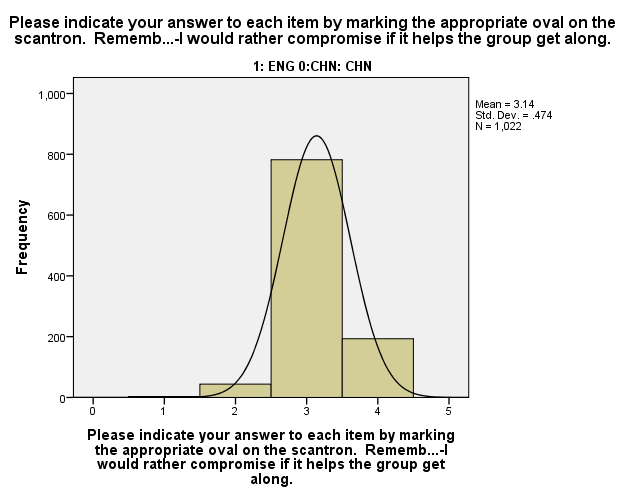 Please indicate your answer to each item by marking the appropriate oval on the
scantron. Rememb...-I would rather compromise if it helps the group get along.
1: ENG 0:CHN: CHN
Mean = 3.14
Std. Dev. = .474
N = 1,022
1,000
800
600
400
200
0
Frequency
0 1 2 3 4 5
Please indicate your answer to each item by marking
the appropriate oval on the scantron. Rememb...-I
would rather compromise if it helps the group get
along.